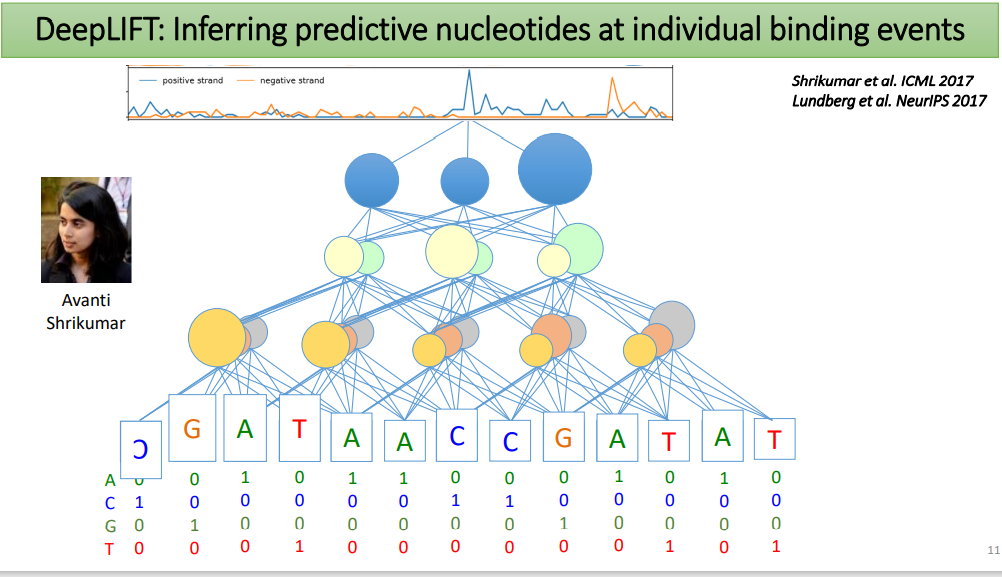 DeepLIFT: Inferring predictive nucleotides at individual binding events
positive strand negative strand
Shrikumar et al. ICML 2017
Lundberg et al. NeurIPS 2017
Avanti
Shrikumar
C G A T A A C C G A T A T
A 0 0 1 0 1 1 0 0 0 1 0 1 0
C 1 0 0 0 0 0 1 1 0 0 0 0 0
G 0 1 0 0 0 0 0 0 1 0 0 0 0
T 0 0 0 1 0 0 0 0 0 0 1 0 1
11